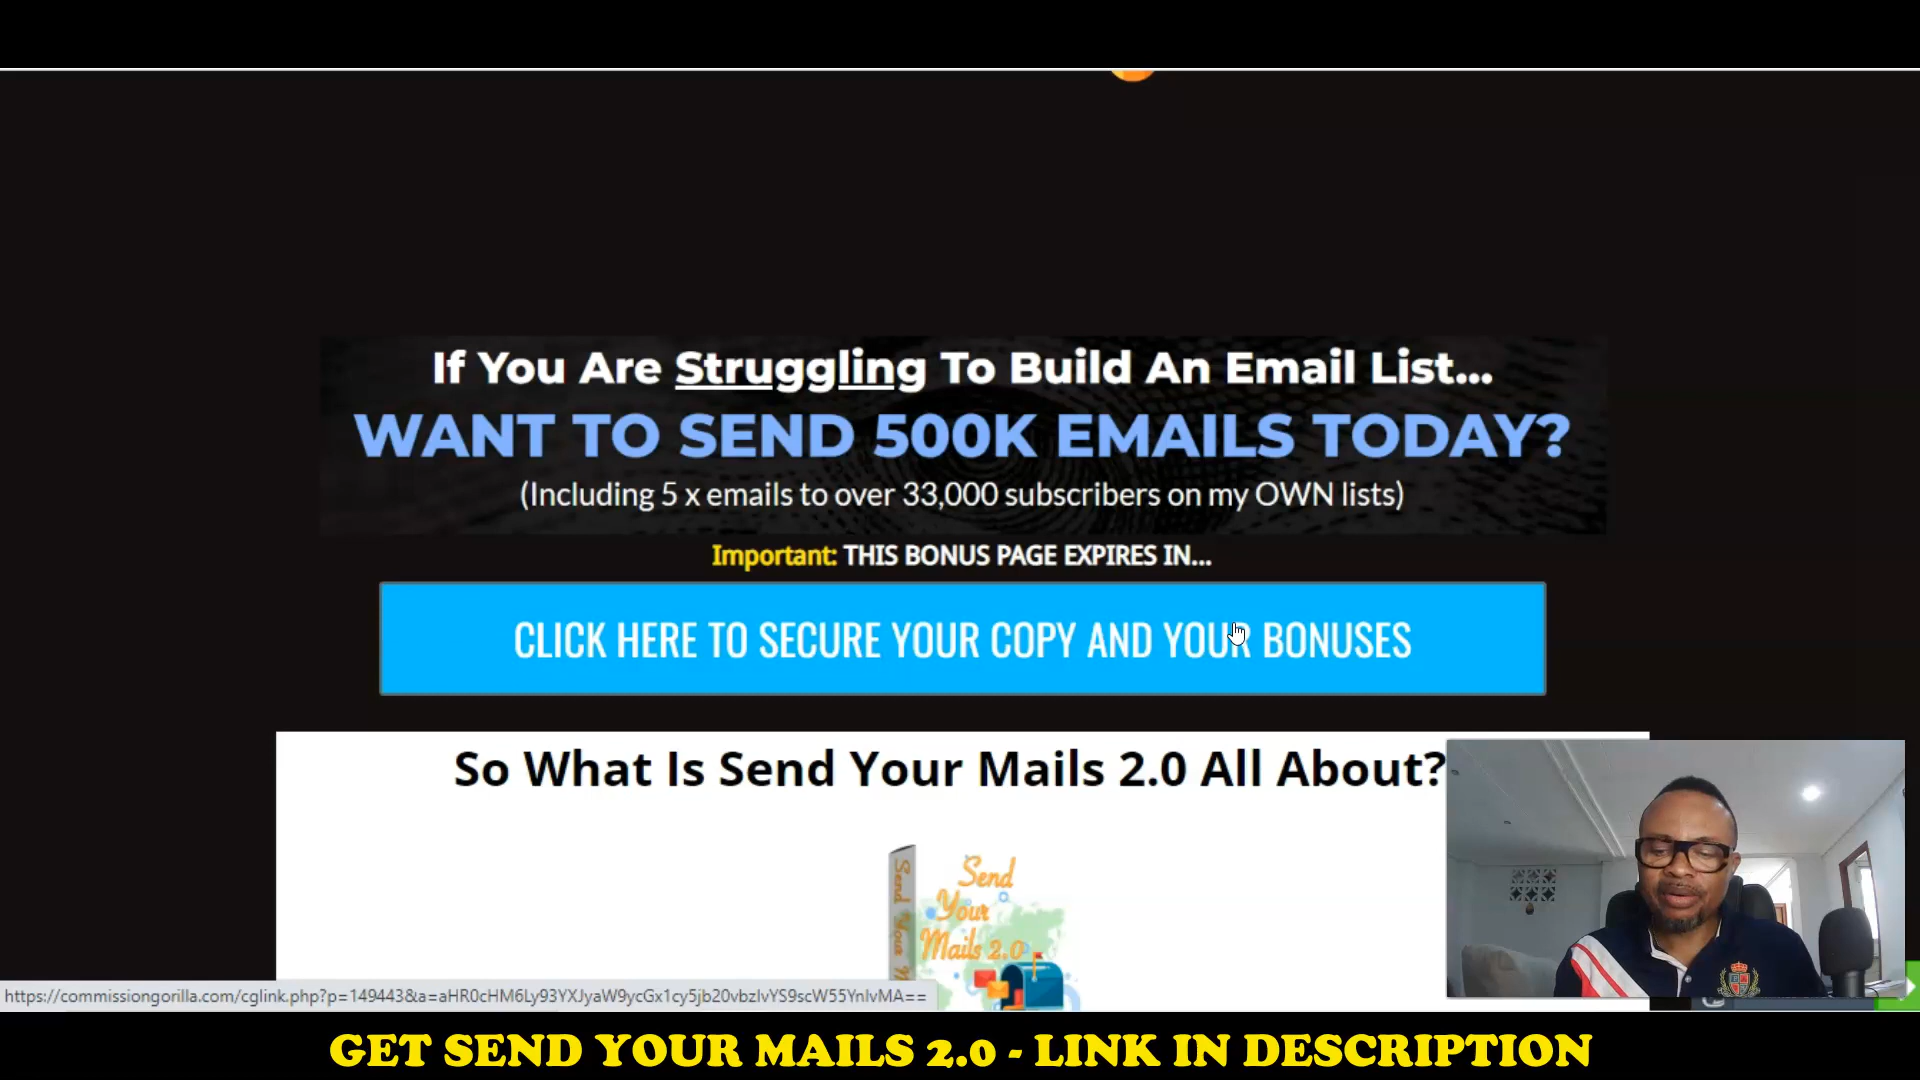 If You Are Struggling To Build An Email List...
WANT TO SEND 500K EMAILS TODAY?
(Including 5 x emails to over 33,000 subscribers on my OWN lists)
Important: THIS BONUS PAGE EXPIRES IN...
CLICK HERE TO SECURE YOUR COPY AND YOUR BONUSES
So What Is Send Your Mails 2.0 All About?
Send
Your
Mails 2.0
Send Your
https://commissiongorilla.com/cglink.php?p=149443&a=aHR0cHM6Ly93YXJyaW9ycGx1cy5jb20vbzIvYS9scW55YnIvMA==
GET SEND YOUR MAILS 2.0 - LINK IN DESCRIPTION